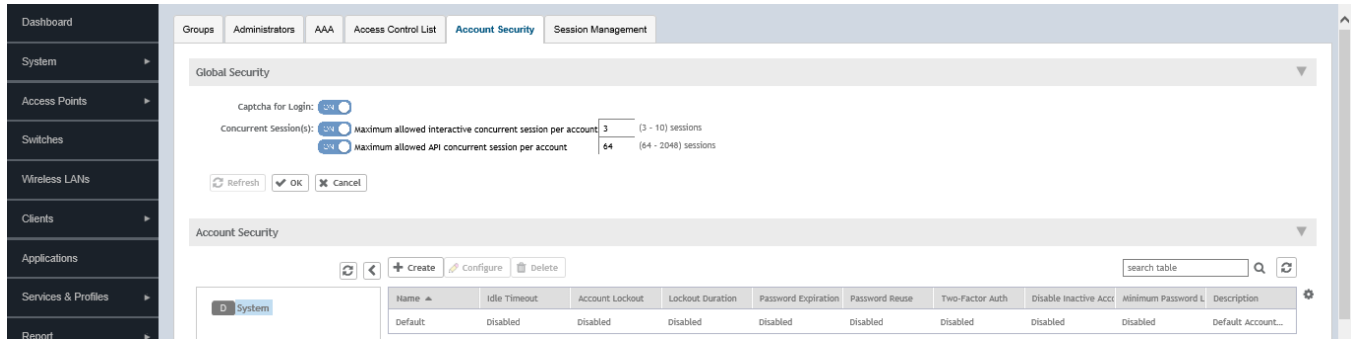 Dashboard
System
Access Points
Switches
Wireless LANs
Clients
Applications
Services & Profiles
Report
Groups Administrators AAA Access Control List Account Security Session Management
Global Security
Captcha for Login: ON
Concurrent Session(s): ON Maximum allowed interactive concurrent session per account 3 (3 - 10) sessions
ON Maximum allowed API concurrent session per account 64 (64 - 2048) sessions
Refresh OK Cancel
Account Security
Create Configure Delete search table
D System
Name Idle Timeout Account Lockout Lockout Duration Password Expiration Password Reuse Two-Factor Auth Disable Inactive Acco Minimum Password L Description
Default Disabled Disabled Disabled Disabled Disabled Disabled Disabled Disabled Default Account...